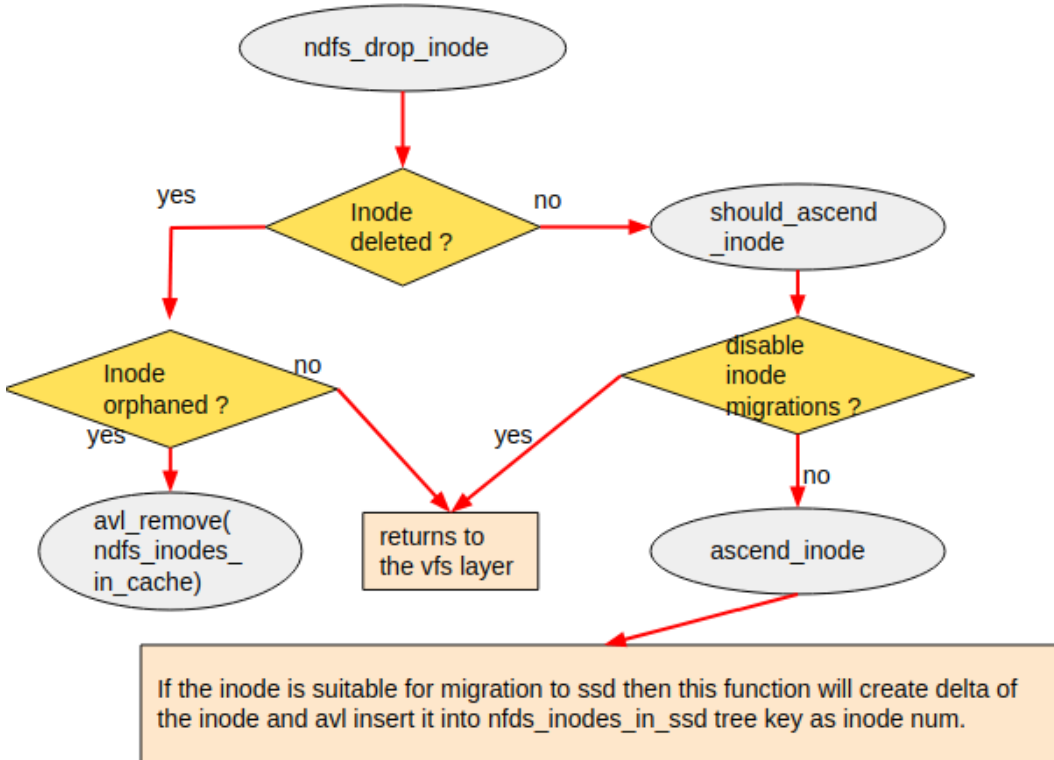 ndfs_drop_inode
yes
Inode
deleted ?
no
should_ascend
_inode
Inode
orphaned ?
no
yes
disable
inode
migrations ?
yes
no
avl_remove(
ndfs_inodes_
in_cache)
returns to
the vfs layer
ascend_inode
If the inode is suitable for migration to ssd then this function will create delta of
the inode and avl insert it into nfds_inodes_in_ssd tree key as inode num.